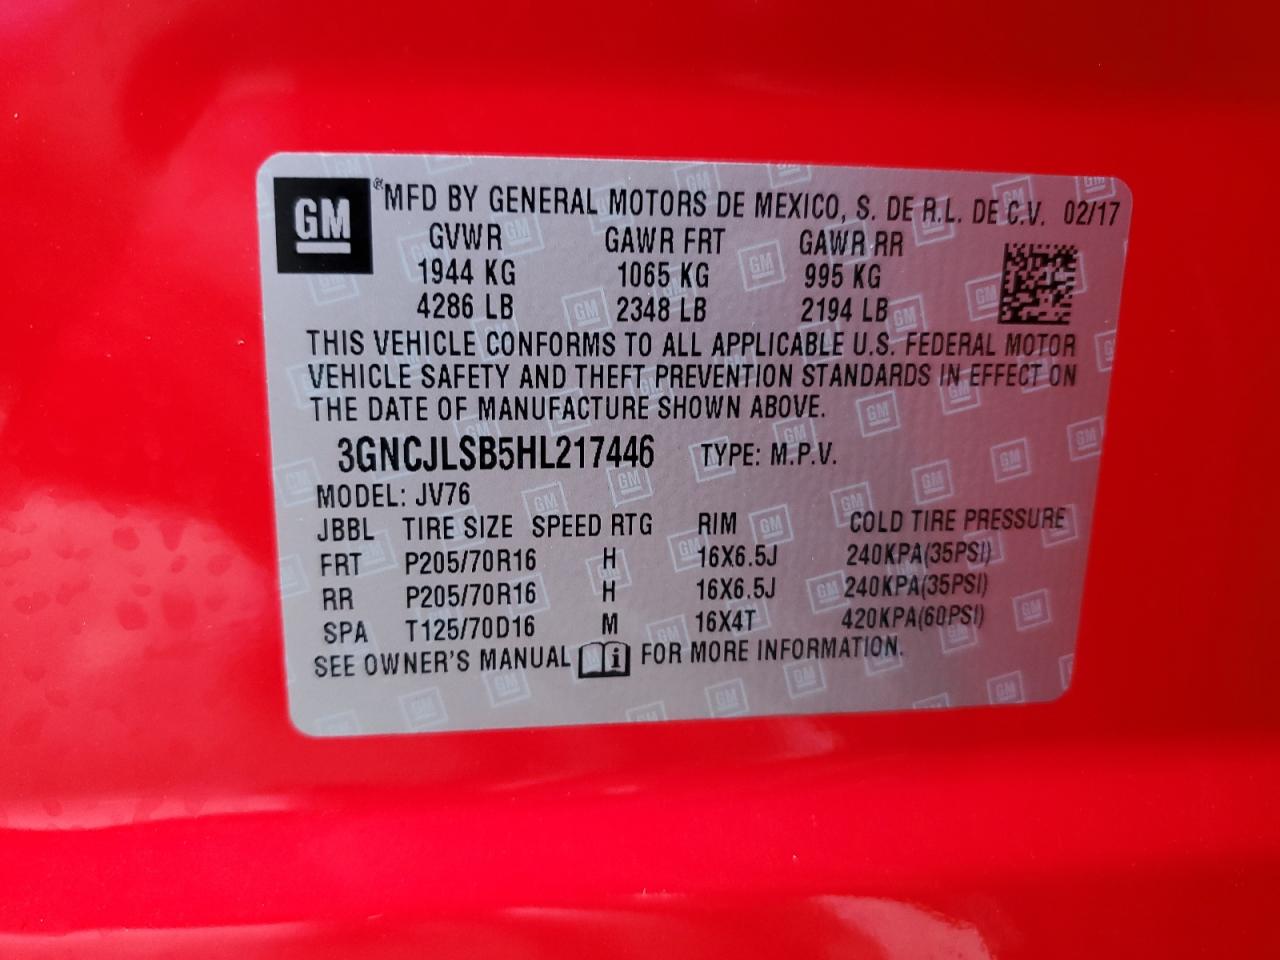 GM ® MFD BY GENERAL MOTORS DE MEXICO, S. DE R.L. DE C.V. 02/17
GVWR GAWR FRT GAWR RR
1944 KG 1065 KG 995 KG
4286 LB 2348 LB 2194 LB
THIS VEHICLE CONFORMS TO ALL APPLICABLE U.S. FEDERAL MOTOR
VEHICLE SAFETY AND THEFT PREVENTION STANDARDS IN EFFECT ON
THE DATE OF MANUFACTURE SHOWN ABOVE.
3GNCJLSB5HL217446 TYPE: M.P.V.
MODEL: JV76
JBBL TIRE SIZE SPEED RTG RIM COLD TIRE PRESSURE
FRT P205/70R16 H 16X6.5J 240KPA(35PSI)
RR P205/70R16 H 16X6.5J 240KPA(35PSI)
SPA T125/70D16 M 16X4T 420KPA(60PSI)
SEE OWNER'S MANUAL i FOR MORE INFORMATION.